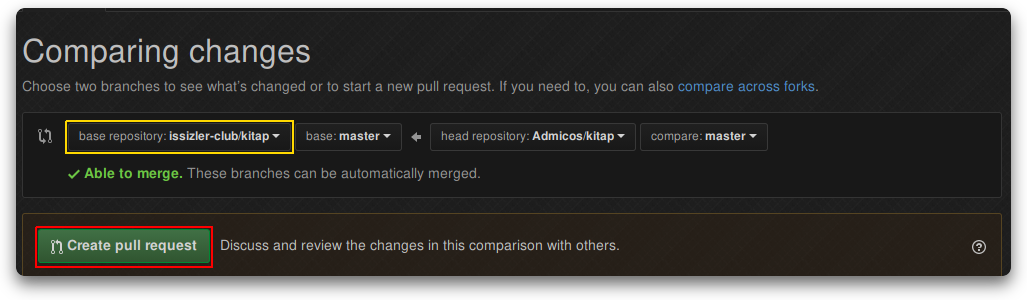 Comparing changes
Choose two branches to see what's changed or to start a new pull request. If you need to, you can also compare across forks.
base repository: issizler-club/kitap base: master head repository: Admicos/kitap compare: master
Able to merge. These branches can be automatically merged.
Create pull request Discuss and review the changes in this comparison with others.